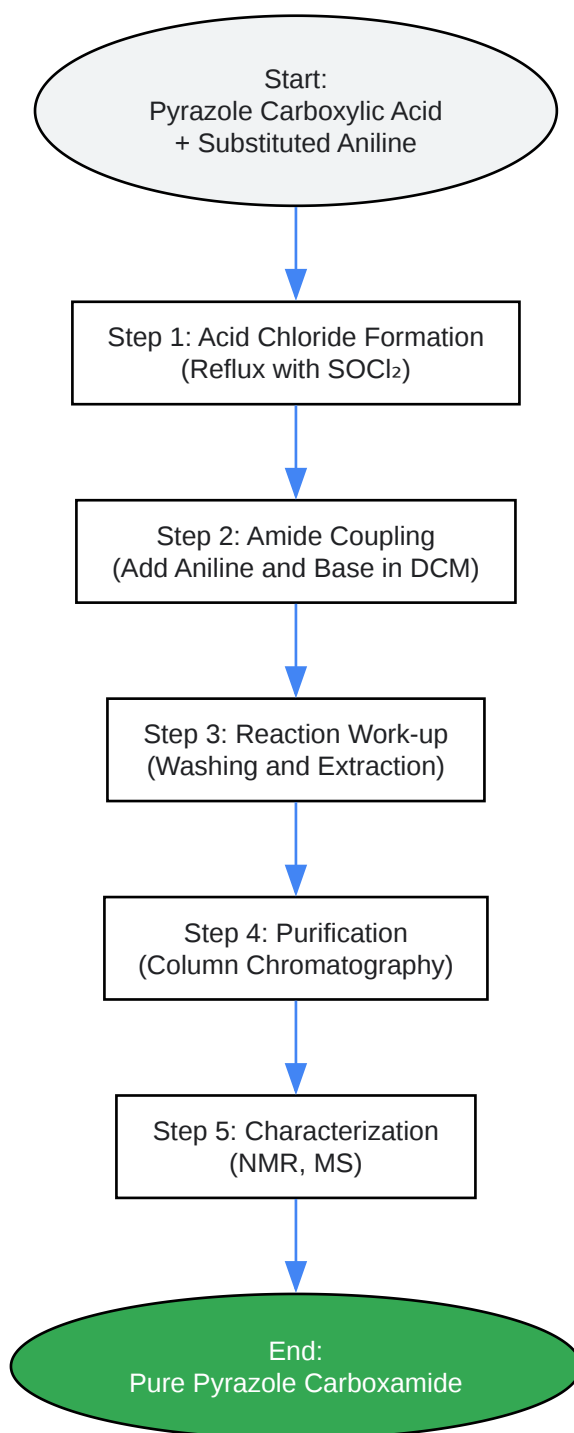 Start:
Pyrazole Carboxylic Acid
+ Substituted Aniline
Step 1: Acid Chloride Formation
(Reflux with SOCl₂)
Step 2: Amide Coupling
(Add Aniline and Base in DCM)
Step 3: Reaction Work-up
(Washing and Extraction)
Step 4: Purification
(Column Chromatography)
Step 5: Characterization
(NMR, MS)
End:
Pure Pyrazole Carboxamide